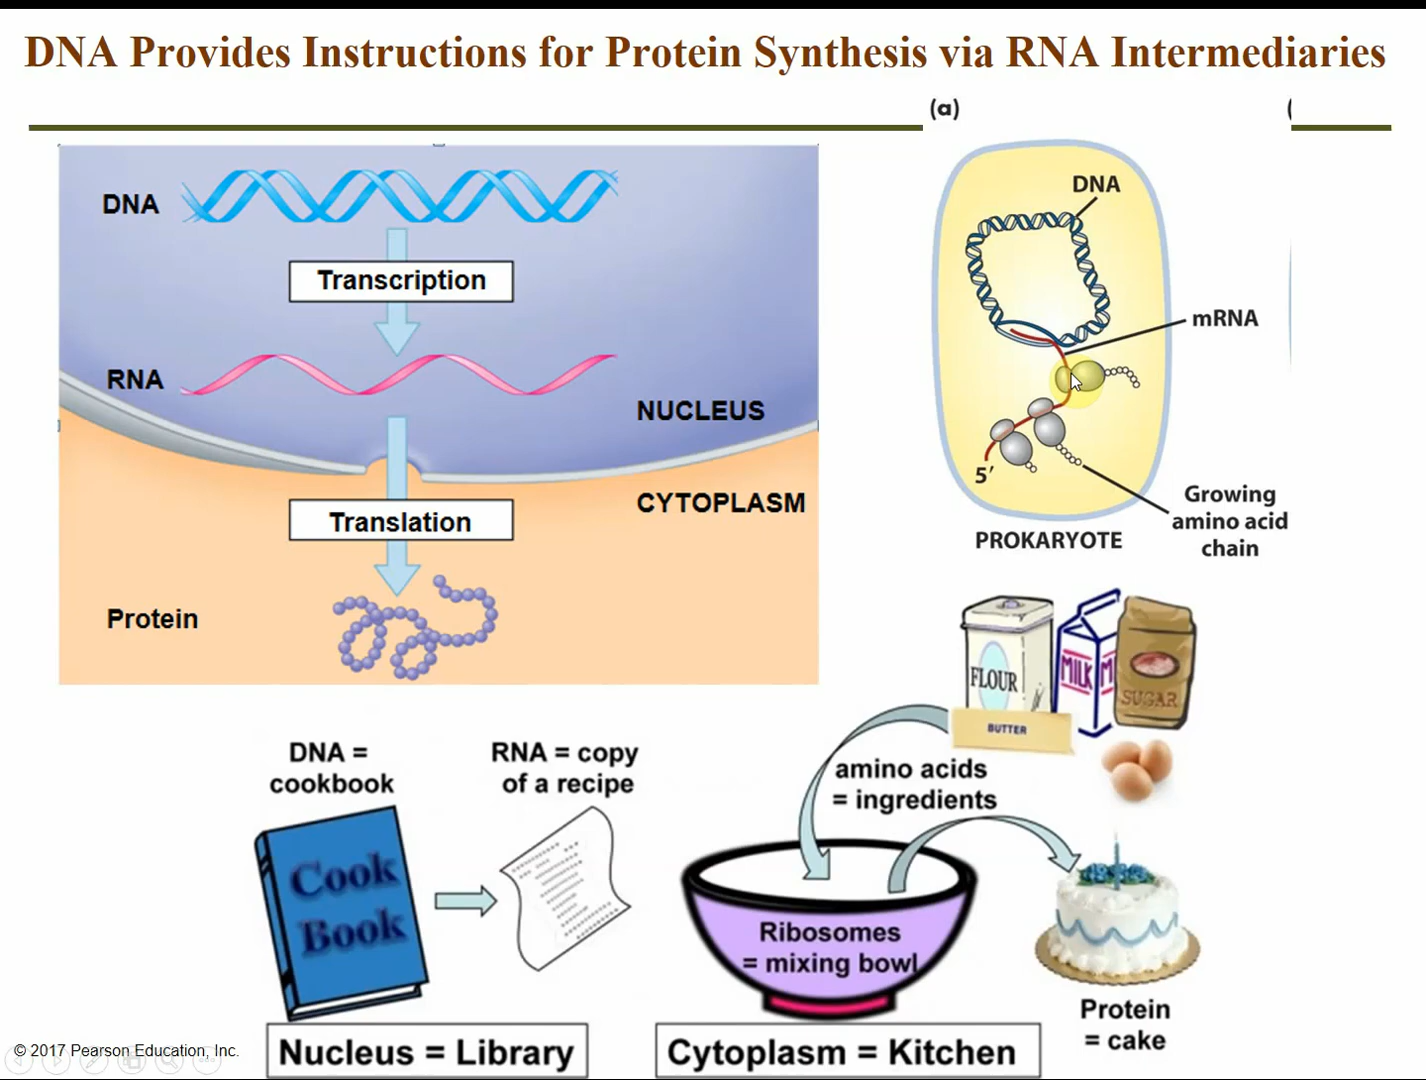 DNA Provides Instructions for Protein Synthesis via RNA Intermediaries
(a)
(
DNA
Transcription
RNA
NUCLEUS
CYTOPLASM
Translation
Protein
DNA
mRNA
5′
Growing
amino acid
chain
PROKARYOTE
FLOUR
MILK
M
SUGAR
BUTTER
DNA =
cookbook
RNA = copy
of a recipe
amino acids
= ingredients
Cook
Book
Ribosomes
= mixing bowl
Protein
= cake
Nucleus = Library
Cytoplasm = Kitchen
© 2017 Pearson Education, Inc.